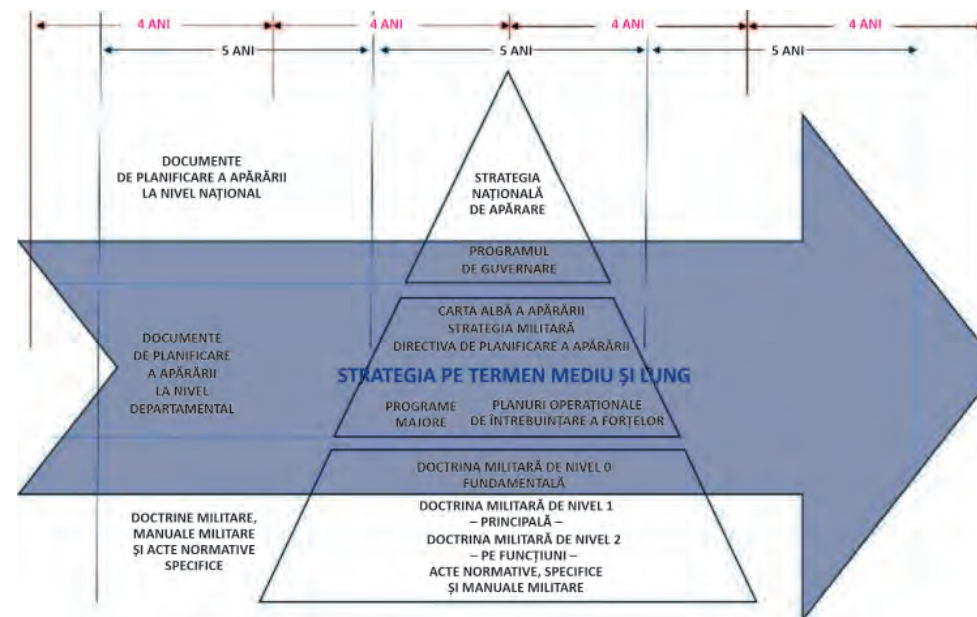 4 ANI
4 ANI
4 ANI
4 ANI
5 ANI
5 ANI
5 ANI
DOCUMENTE
DE PLANIFICARE A APĂRĂRII
LA NIVEL NAȚIONAL
STRATEGIA
NAȚIONALĂ
DE APĂRARE
PROGRAMUL
DE GUVERNARE
DOCUMENTE
DE PLANIFICARE
A APĂRĂRII
LA NIVEL
DEPARTAMENTAL
CARTA ALBĂ A APĂRĂRII
STRATEGIA MILITARĂ
DIRECTIVA DE PLANIFICARE A APĂRĂRII
STRATEGIA PE TERMEN MEDIU ȘI LUNG
PROGRAME
MAJORE
PLANURI OPERAȚIONALE
DE ÎNTREBUINȚARE A FORȚELOR
DOCTRINA MILITARĂ DE NIVEL 0
FUNDAMENTALĂ
DOCTRINE MILITARE,
MANUALE MILITARE
ȘI ACTE NORMATIVE
SPECIFICE
DOCTRINA MILITARĂ DE NIVEL 1
– PRINCIPALĂ –
DOCTRINA MILITARĂ DE NIVEL 2
– PE FUNCȚIUNI –
ACTE NORMATIVE, SPECIFICE
ȘI MANUALE MILITARE